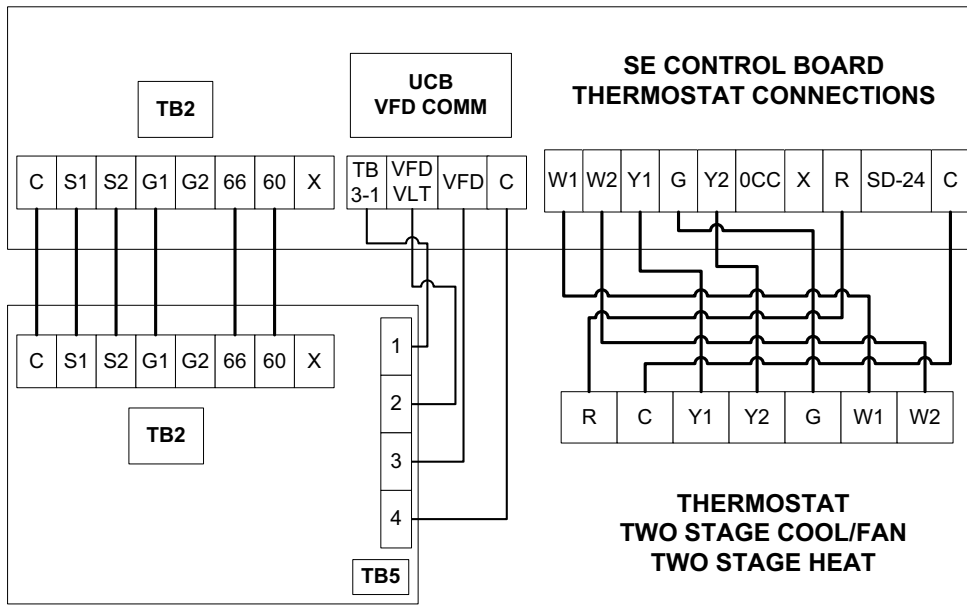 TB2
UCB
VFD COMM
SE CONTROL BOARD
THERMOSTAT CONNECTIONS
C S1 S2 G1 G2 66 60 X
TB
3-1
VFD
VLT
VFD
C
W1 W2 Y1 G Y2 0CC X R SD-24 C
C S1 S2 G1 G2 66 60 X
TB2
1
2
3
4
TB5
R C Y1 Y2 G W1 W2
THERMOSTAT
TWO STAGE COOL/FAN
TWO STAGE HEAT